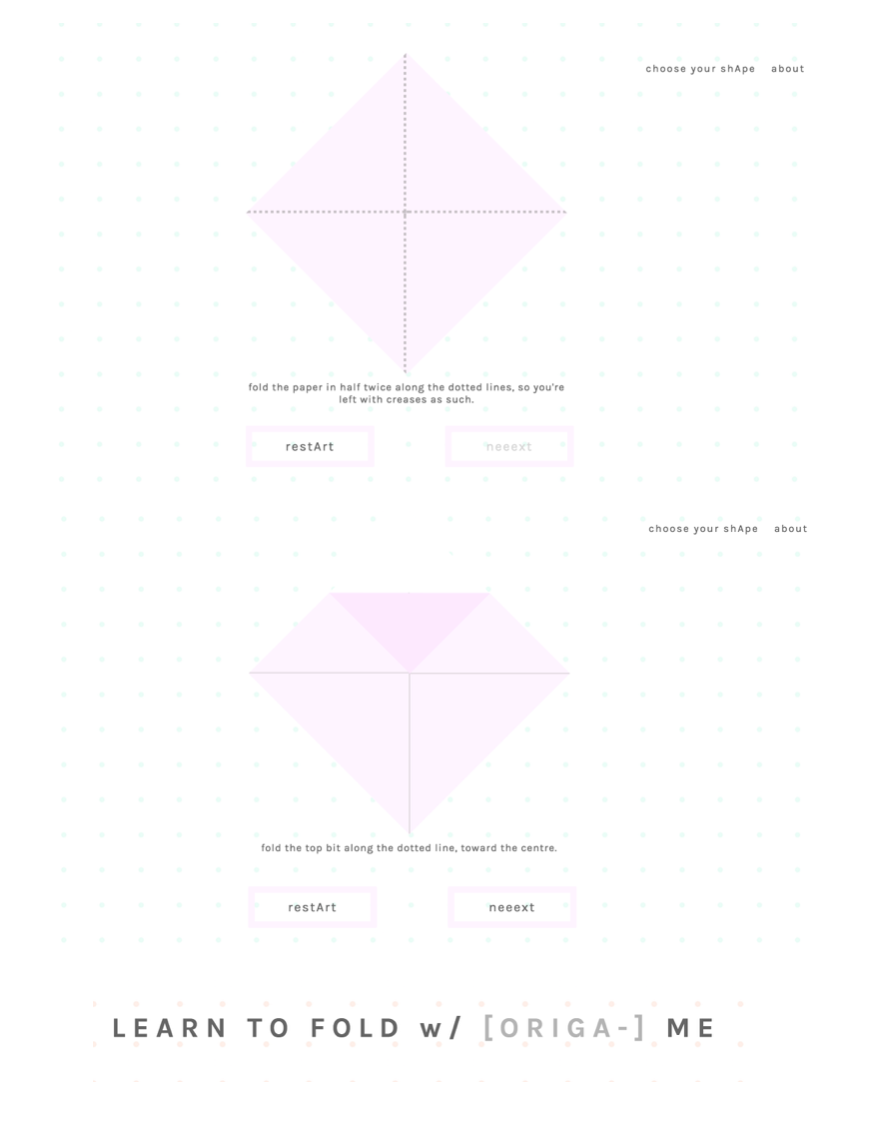 choose your shApe about
fold the paper in half twice along the dotted lines, so you're
left with creases as such.
restArt neeext
choose your shApe about
fold the top bit along the dotted line, toward the centre.
restArt neeext
LEARN TO FOLD w/ [ORIGA-] ME